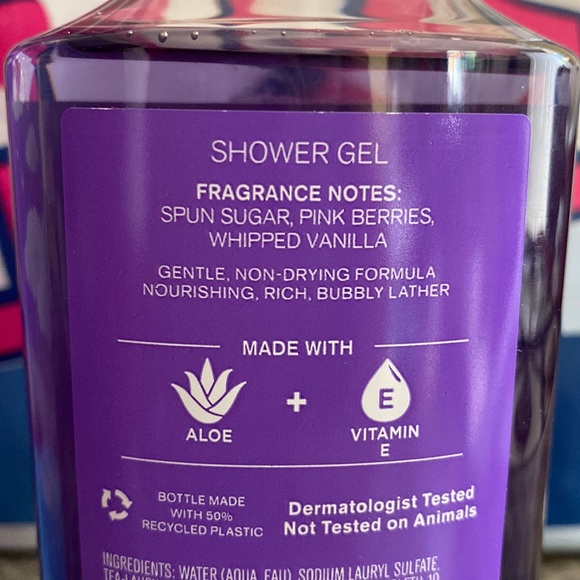 SHOWER GEL
FRAGRANCE NOTES:
SPUN SUGAR, PINK BERRIES,
WHIPPED VANILLA
GENTLE, NON-DRYING FORMULA
NOURISHING, RICH, BUBBLY LATHER
MADE WITH
ALOE
+
E
VITAMIN
E
BOTTLE MADE
WITH 50%
RECYCLED PLASTIC
Dermatologist Tested
Not Tested on Animals
INGREDIENTS: WATER (AQUA, EAU), SODIUM LAURYL SULFATE,